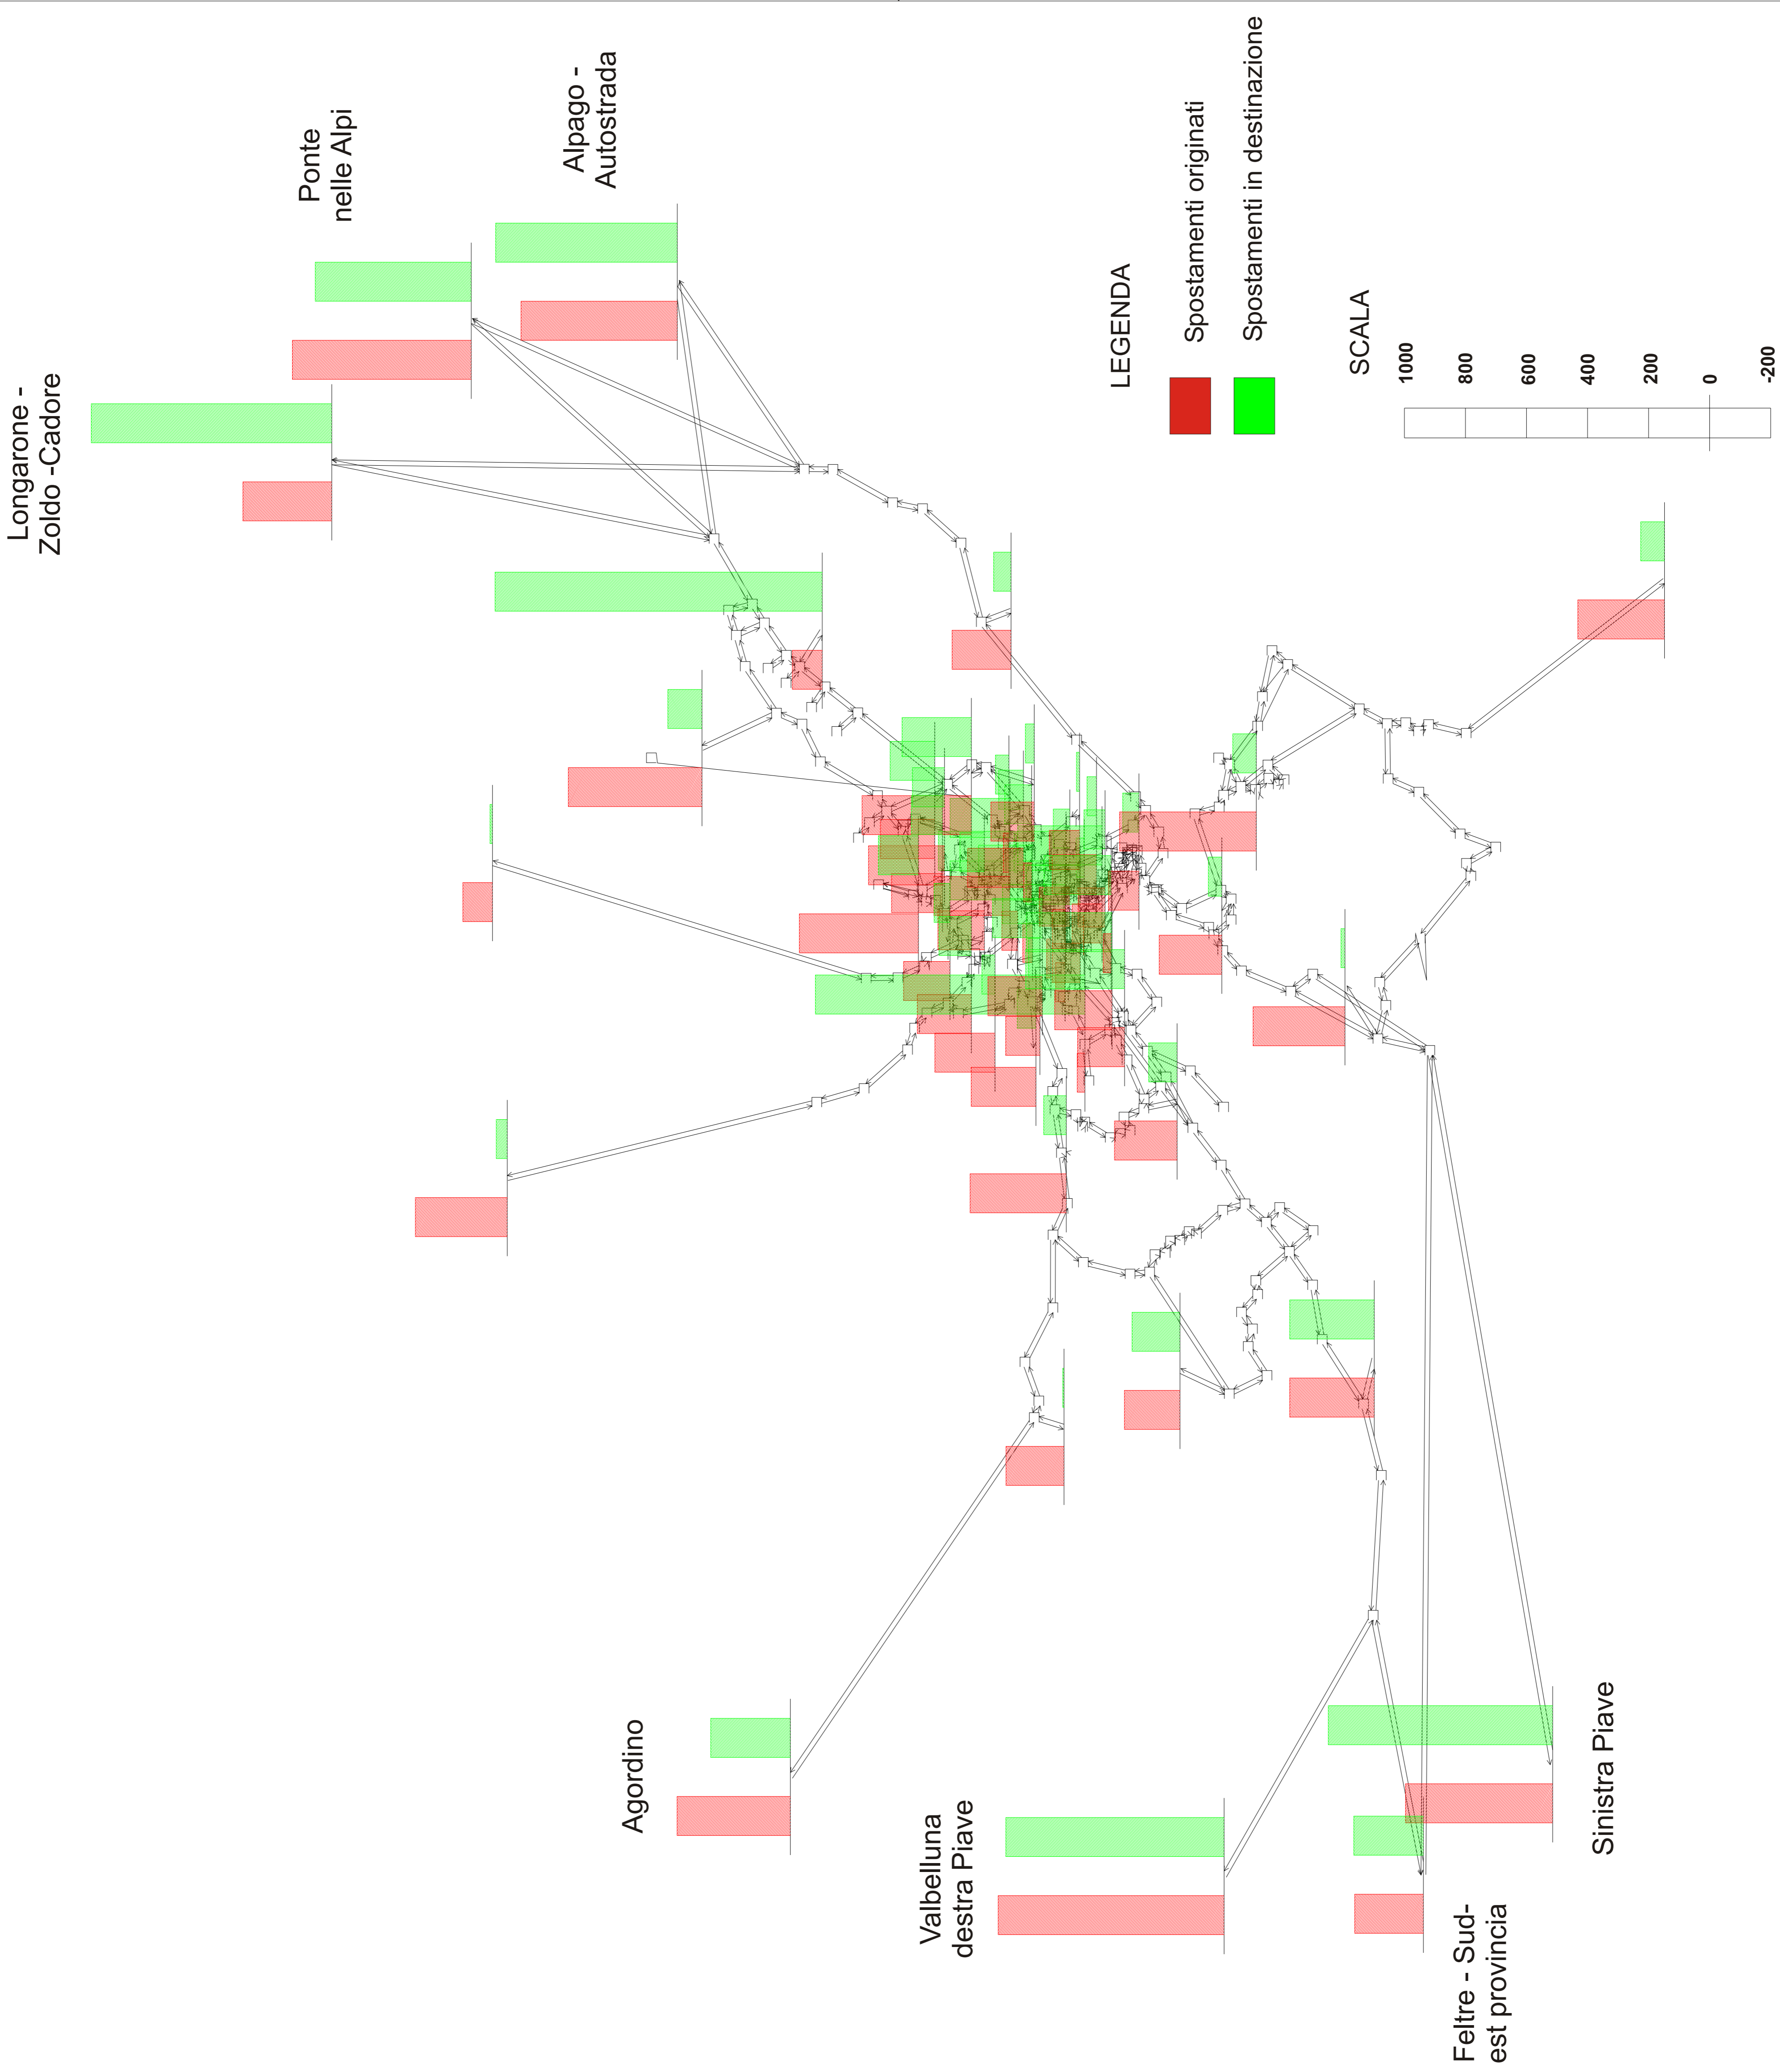 Longarone -
Zoldo -Cadore
Ponte
nelle Alpi
Alpago -
Autostrada
LEGENDA
Spostamenti originati
Spostamenti in destinazione
SCALA
1000
800
600
400
200
0
-200
Agordino
Valbelluna
destra Piave
Feltre - Sud-
est provincia
Sinistra Piave